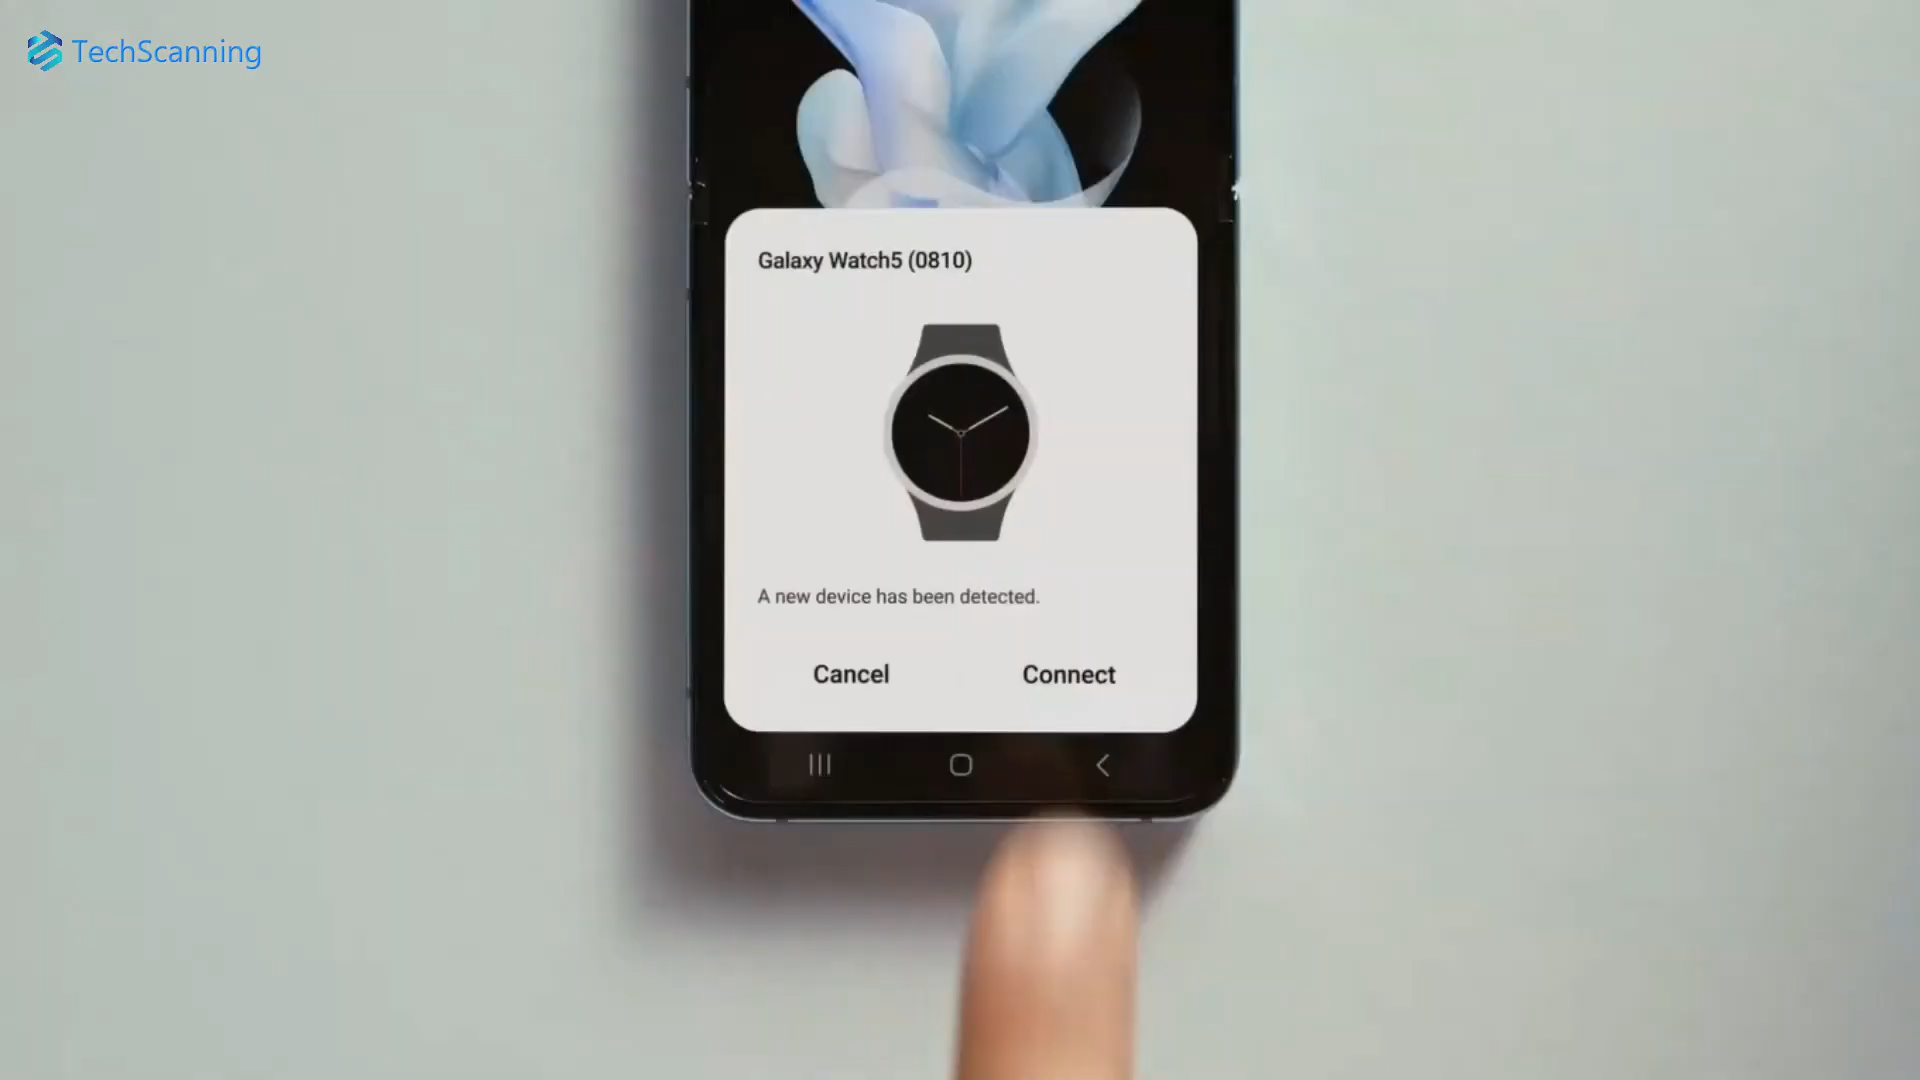 TechScanning
Galaxy Watch5 (0810)
A new device has been detected.
Cancel Connect